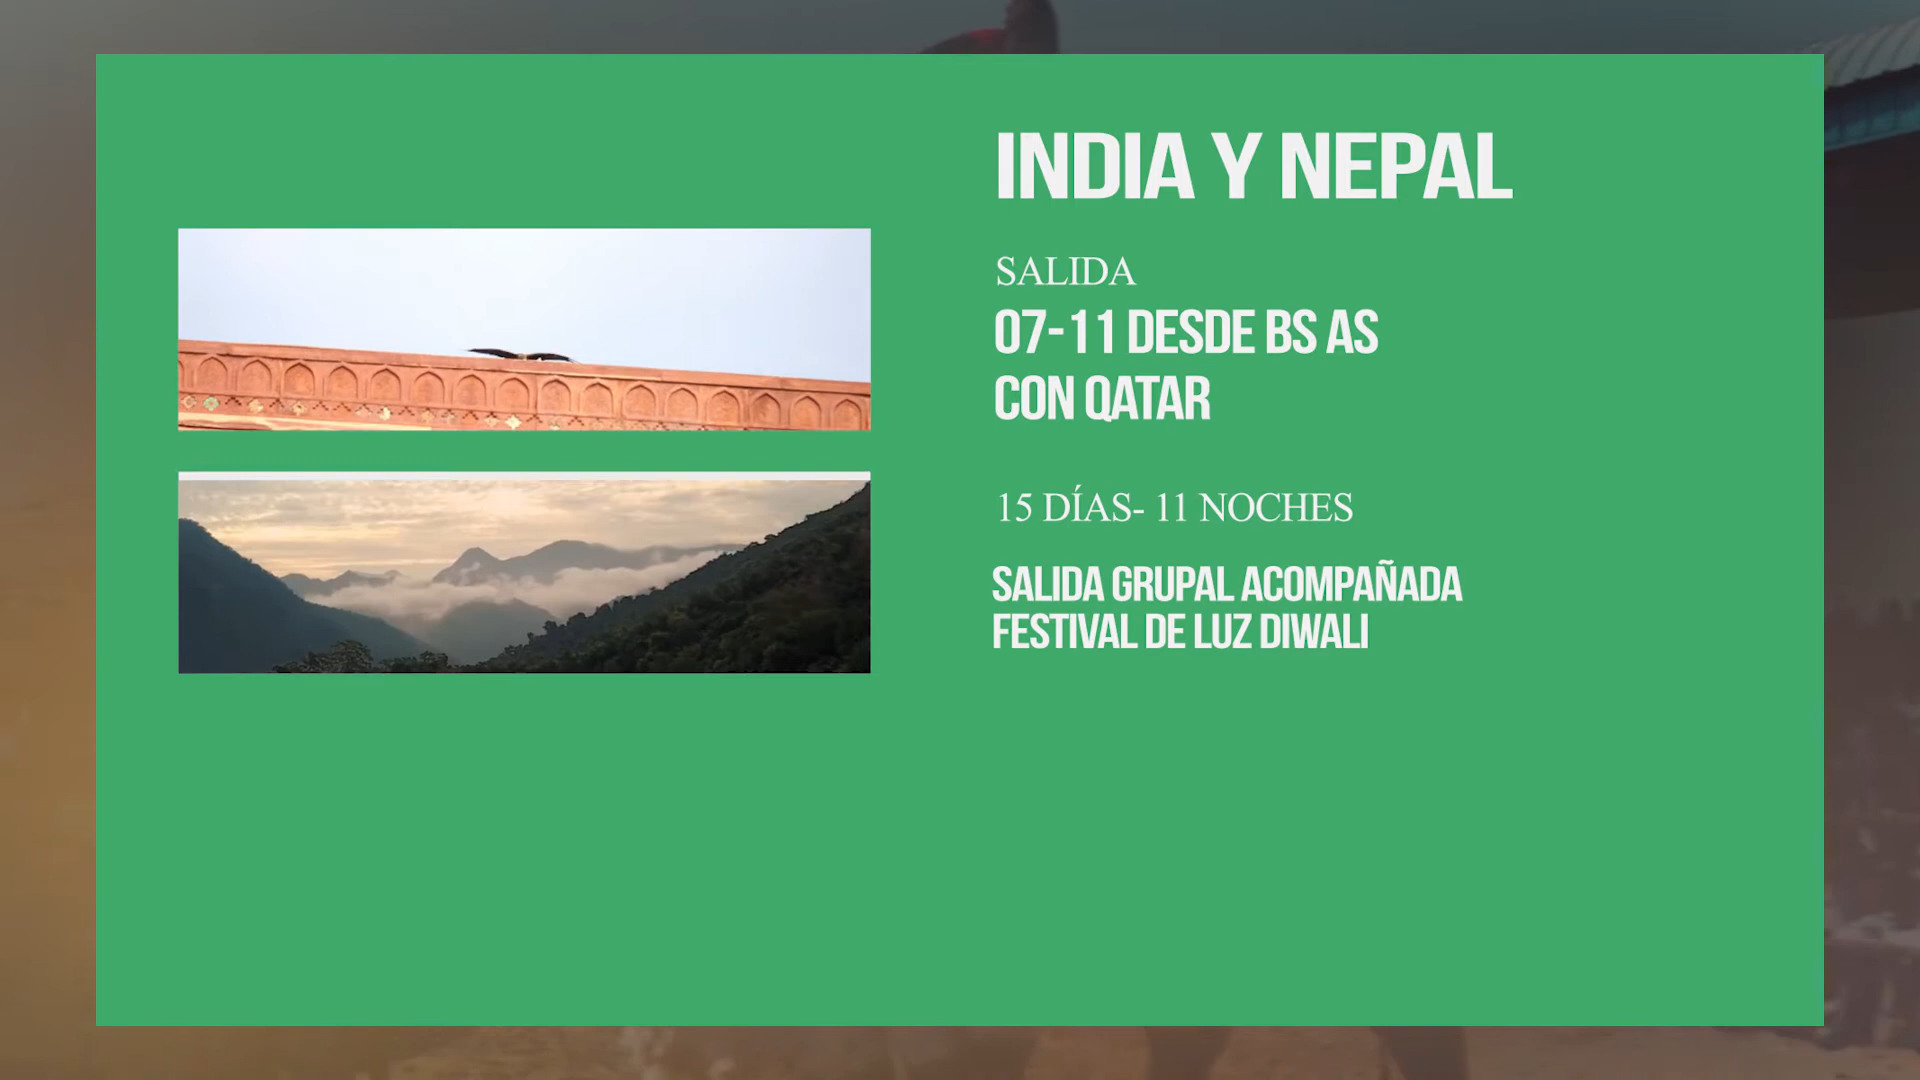 INDIA Y NEPAL
SALIDA
07-11 DESDE BS AS
CON QATAR
15 DÍAS- 11 NOCHES
SALIDA GRUPAL ACOMPAÑADA
FESTIVAL DE LUZ DIWALI